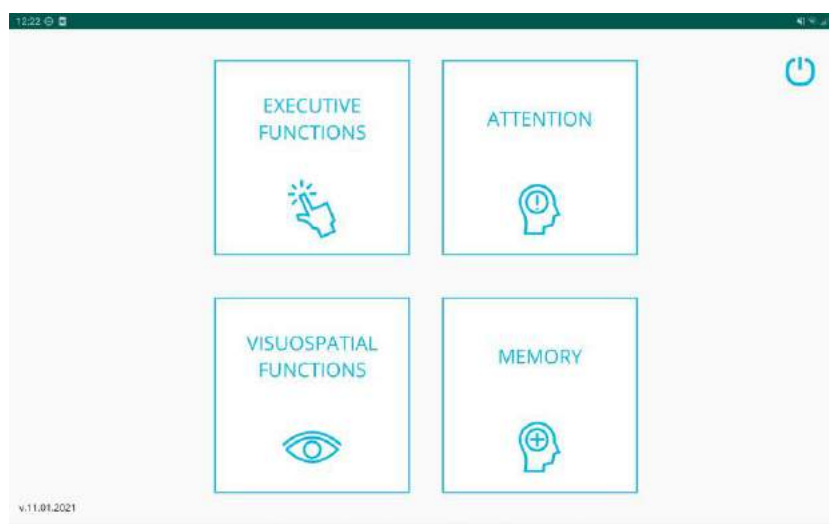 12:22
EXECUTIVE
FUNCTIONS
ATTENTION
VISUOSPATIAL
FUNCTIONS
MEMORY
v.11.01.2021